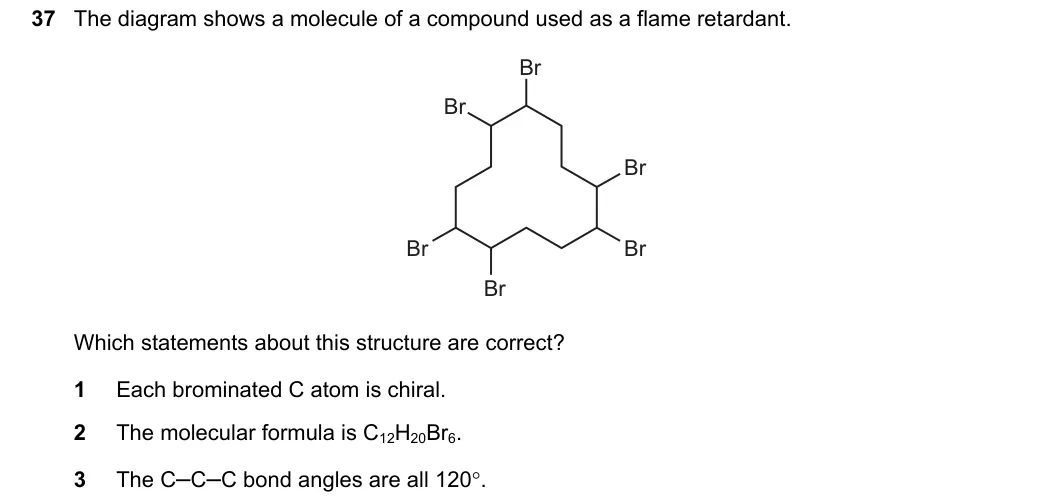 37 The diagram shows a molecule of a compound used as a flame retardant.
Br
Br
Br
Br
Br
Br
Which statements about this structure are correct?
1 Each brominated C atom is chiral.
2 The molecular formula is C₁₂H₂₀Br₆.
3 The C–C–C bond angles are all 120°.